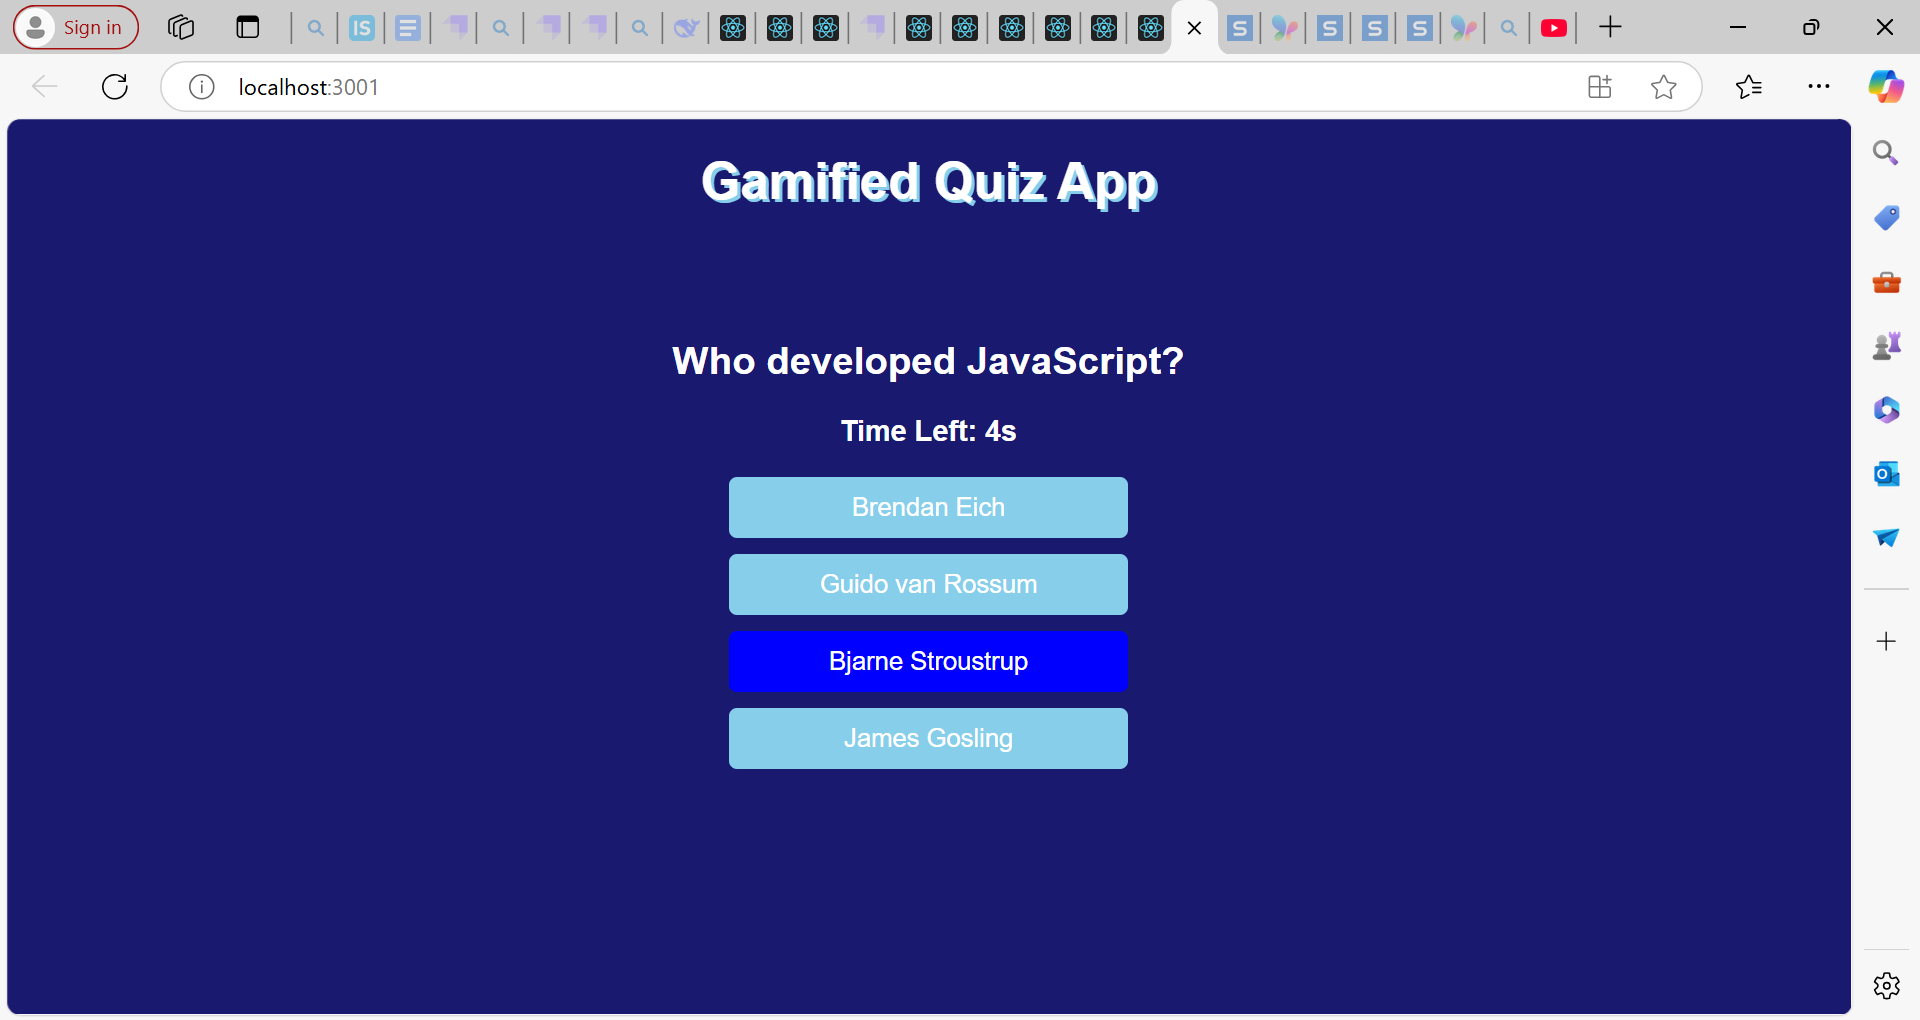 Sign in
IS
S
S
S
S
localhost:3001
Gamified Quiz App
Who developed JavaScript?
Time Left: 4s
Brendan Eich
Guido van Rossum
Bjarne Stroustrup
James Gosling